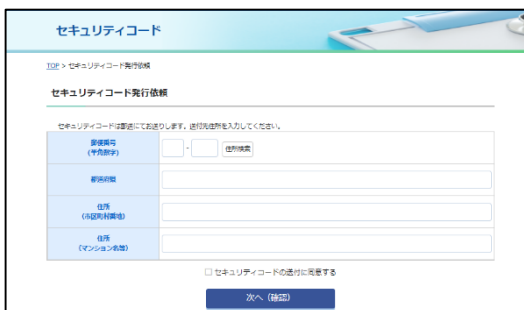 セキュリティコード
TOP > セキュリティコード発行依頼
セキュリティコード発行依頼
セキュリティコードは郵送にてお送りします。送付先住所を入力してください。
郵便番号
(半角数字)
-
住所検索
都道府県
住所
(市区町村番地)
住所
(マンション名等)
セキュリティコードの送付に同意する
次へ（確認）